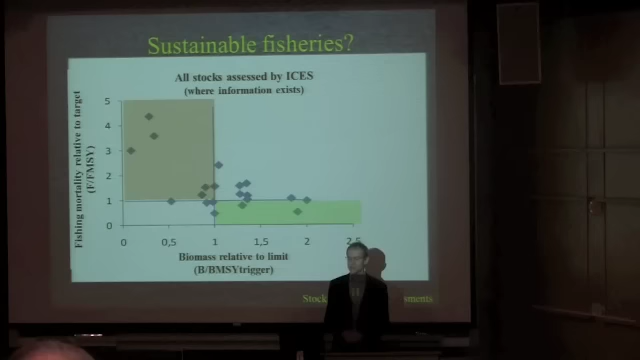 Sustainable fisheries?
All stocks assessed by ICES
(where information exists)
Fishing mortality relative to target
(F/FMSY)
5
4
3
2
1
0
0 0,5 1 1,5 2 2,5
Biomass relative to limit
(B/BMSYtrigger)
Stock